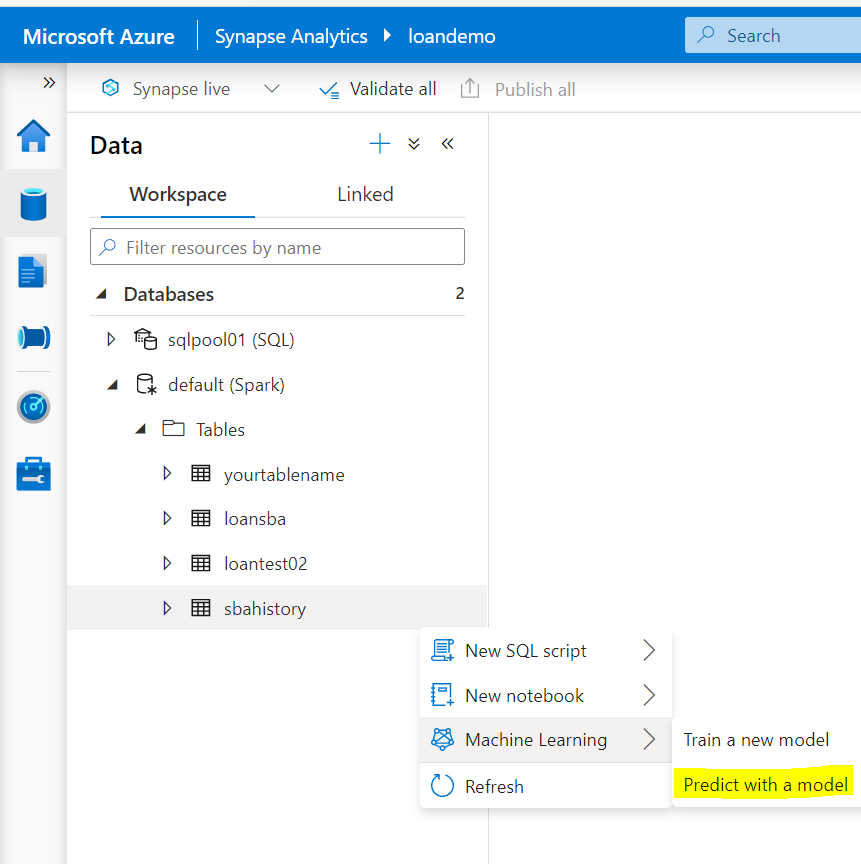 Microsoft Azure Synapse Analytics loandemo Search
Synapse live Validate all Publish all
Data
Workspace Linked
Filter resources by name
Databases 2
sqlpool01 (SQL)
default (Spark)
Tables
yourtablename
loansba
loantest02
sbahistory
New SQL script
New notebook
Machine Learning Train a new model
Refresh Predict with a model